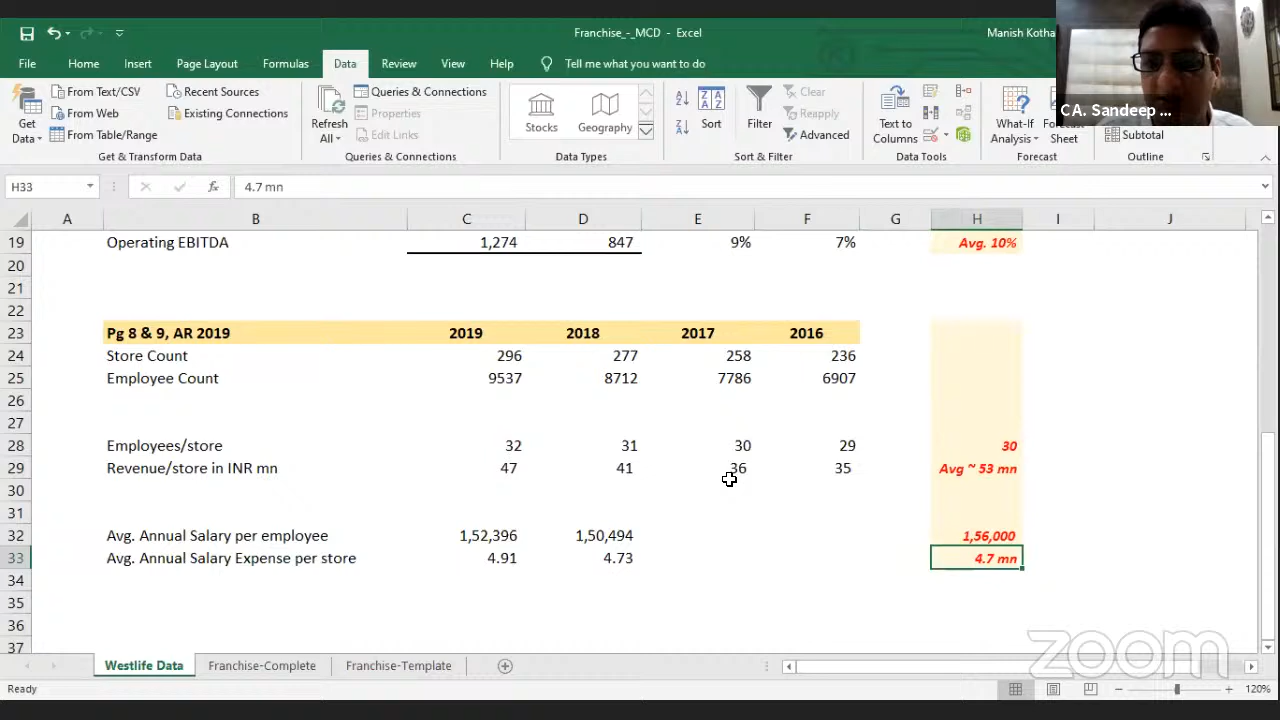 Franchise_-_MCD - Excel
Manish Kotha
File Home Insert Page Layout Formulas Data Review View Help Tell me what you want to do
CA. Sandeep ...
Get Data
From Text/CSV
From Web
From Table/Range
Recent Sources
Existing Connections
Get & Transform Data
Refresh All
Queries & Connections
Properties
Edit Links
Queries & Connections
Stocks Geography
Data Types
Sort
Filter
Clear
Reapply
Advanced
Sort & Filter
Text to Columns
Data Tools
What-If Analysis
Sheet
Forecast
Subtotal
Outline
H33 fx 4.7 mn
A B C D E F G H I J
19 Operating EBITDA 1,274 847 9% 7% Avg. 10%
20
21
22
23 Pg 8 & 9, AR 2019 2019 2018 2017 2016
24 Store Count 296 277 258 236
25 Employee Count 9537 8712 7786 6907
26
27
28 Employees/store 32 31 30 29 30
29 Revenue/store in INR mn 47 41 36 35 Avg ~ 53 mn
30
31
32 Avg. Annual Salary per employee 1,52,396 1,50,494 1,56,000
33 Avg. Annual Salary Expense per store 4.91 4.73 4.7 mn
34
35
36
37
Westlife Data Franchise-Complete Franchise-Template
zoom
Ready 120%